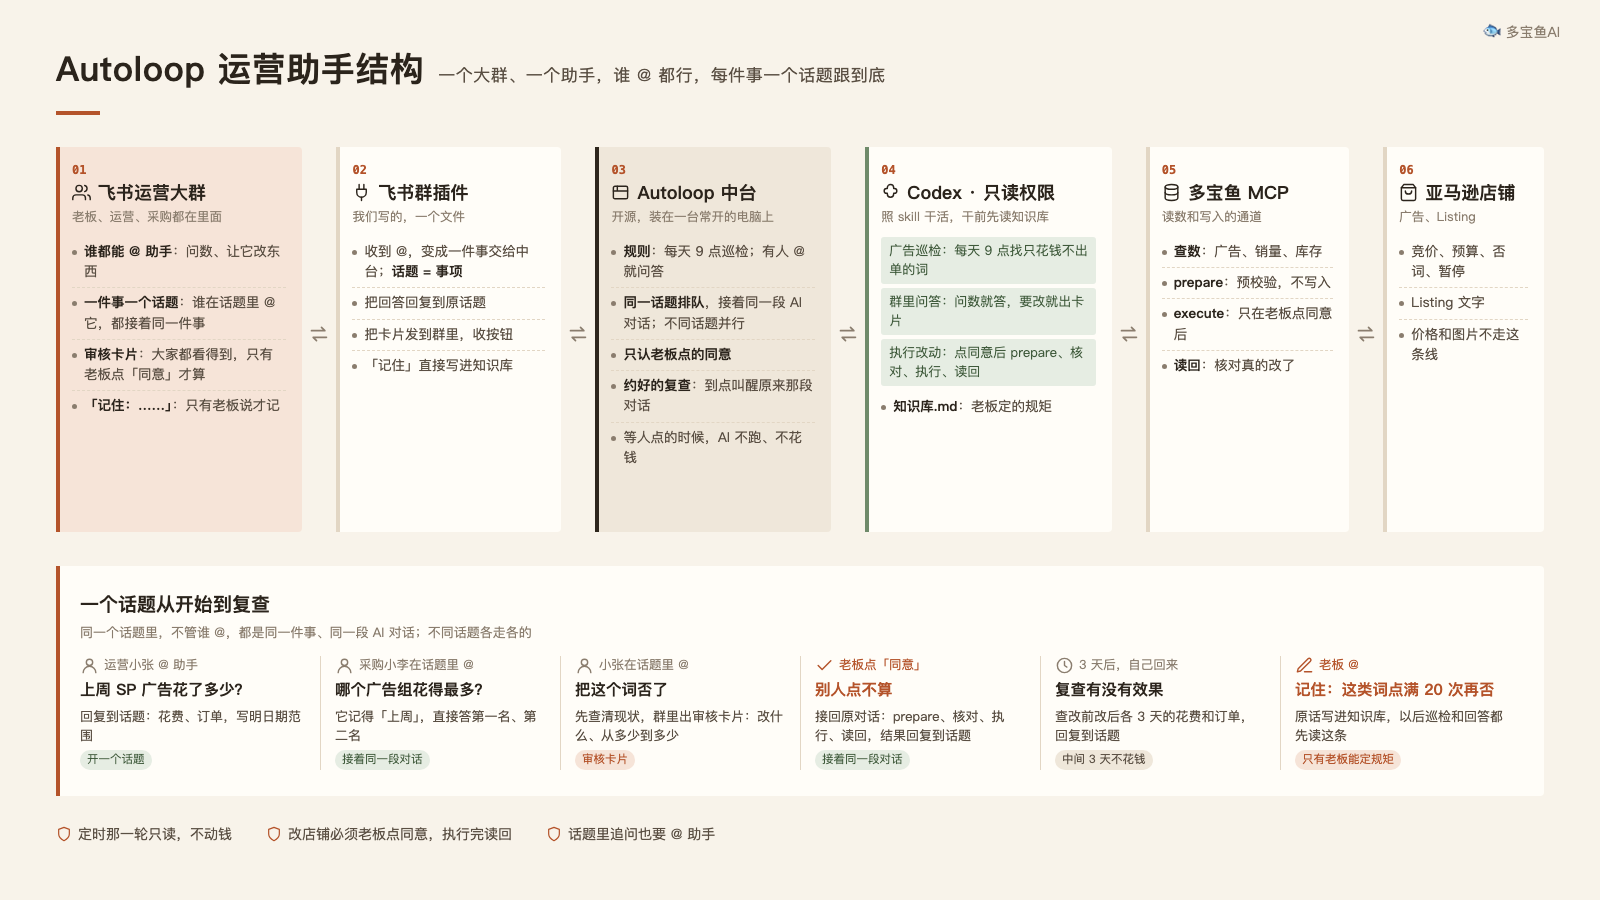 多宝鱼AI
Autoloop 运营助手结构
一个大群、一个助手，谁 @ 都行，每件事一个话题跟到底
01
飞书运营大群
老板、运营、采购都在里面
谁都能 @ 助手：问数、让它改东
西
一件事一个话题：谁在话题里 @
它，都接着同一件事
审核卡片：大家都看得到，只有
老板点「同意」才算
「记住：……」：只有老板说才记
02
飞书群插件
我们写的，一个文件
收到 @，变成一件事交给中
台；话题 = 事项
把回答回复到原话题
把卡片发到群里，收按钮
「记住」直接写进知识库
03
Autoloop 中台
开源，装在一台常开的电脑上
规则：每天 9 点巡检；有人 @
就问答
同一话题排队，接着同一段 AI
对话；不同话题并行
只认老板点的同意
约好的复查：到点叫醒原来那段
对话
等人点的时候，AI 不跑、不花
钱
04
Codex · 只读权限
照 skill 干活，干前先读知识库
广告巡检：每天 9 点找只花钱不出
单的词
群里问答：问数就答，要改就出卡
片
执行改动：点同意后 prepare、核
对、执行、读回
知识库.md：老板定的规矩
05
多宝鱼 MCP
读数和写入的通道
查数：广告、销量、库存
prepare：预校验，不写入
execute：只在老板点同意
后
读回：核对真的改了
06
亚马逊店铺
广告、Listing
竞价、预算、否
词、暂停
Listing 文字
价格和图片不走这
条线
一个话题从开始到复查
同一个话题里，不管谁 @，都是同一件事、同一段 AI 对话；不同话题各走各的
运营小张 @ 助手
上周 SP 广告花了多少？
回复到话题：花费、订单，写明日期范
围
开一个话题
采购小李在话题里 @
哪个广告组花得最多？
它记得「上周」，直接答第一名、第
二名
接着同一段对话
小张在话题里 @
把这个词否了
先查清现状，群里出审核卡片：改什
么、从多少到多少
审核卡片
老板点「同意」
别人点不算
接回原对话：prepare、核对、执
行、读回，结果回复到话题
接着同一段对话
3 天后，自己回来
复查有没有效果
查改前改后各 3 天的花费和订单，
回复到话题
中间 3 天不花钱
老板 @
记住：这类词点满 20 次再否
原话写进知识库，以后巡检和回答都
先读这条
只有老板能定规矩
定时那一轮只读，不动钱
改店铺必须老板点同意，执行完读回
话题里追问也要 @ 助手